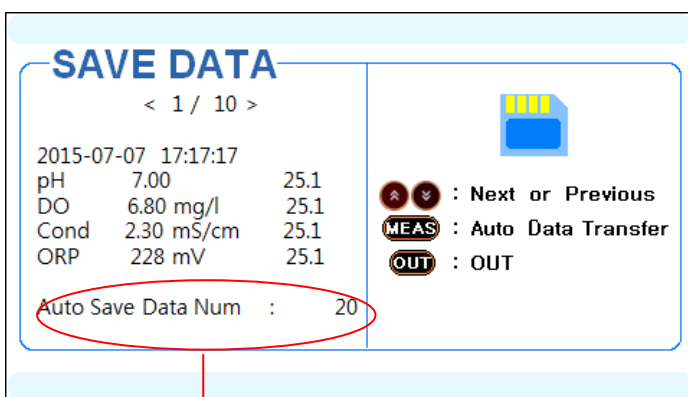 SAVE DATA
< 1 / 10 >
2015-07-07 17:17:17
pH 7.00 25.1
DO 6.80 mg/l 25.1
Cond 2.30 mS/cm 25.1
ORP 228 mV 25.1
Auto Save Data Num : 20
: Next or Previous
MEAS : Auto Data Transfer
OUT : OUT